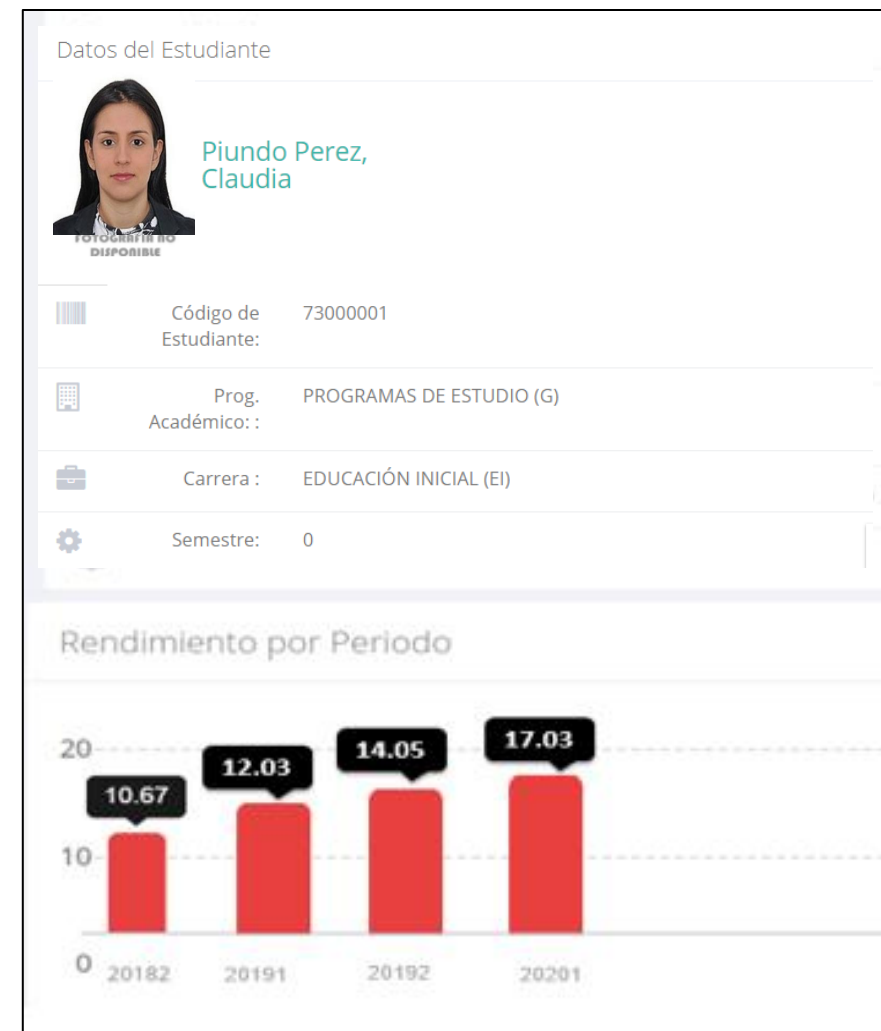 Datos del Estudiante
Piundo Perez,
Claudia
FOTOGRAFÍA NO
DISPONIBLE
Código de
Estudiante:
73000001
Prog.
Académico: :
PROGRAMAS DE ESTUDIO (G)
Carrera :
EDUCACIÓN INICIAL (EI)
Semestre:
0
Rendimiento por Periodo
20
10
0
10.67
12.03
14.05
17.03
20182
20191
20192
20201